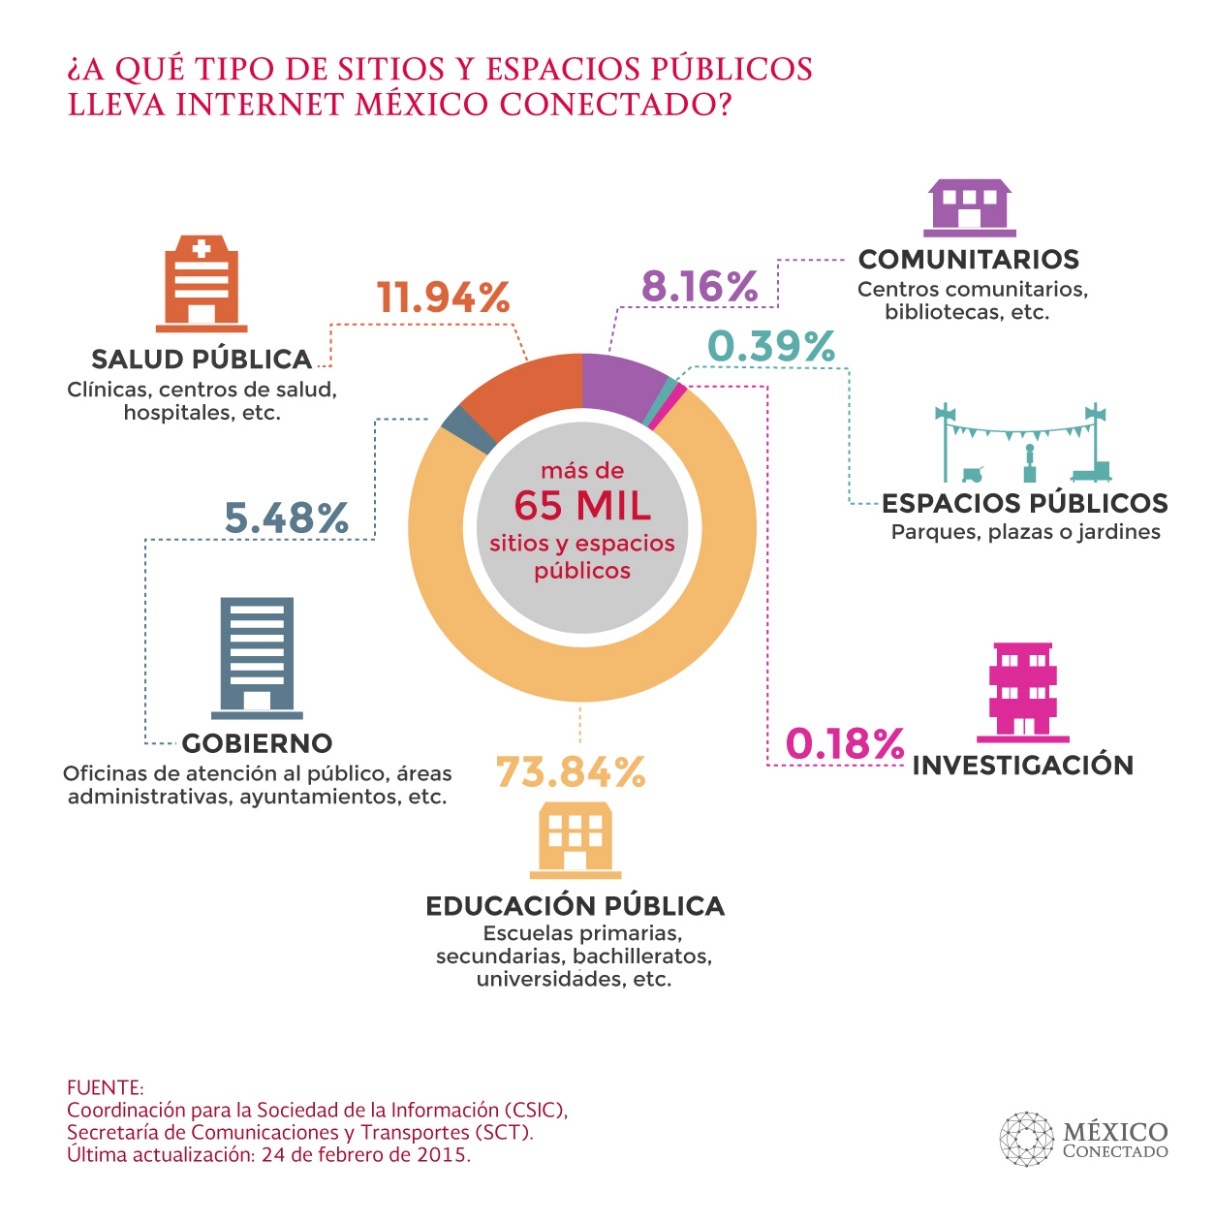 ¿A QUÉ TIPO DE SITIOS Y ESPACIOS PÚBLICOS
LLEVA INTERNET MÉXICO CONECTADO?
COMUNITARIOS
Centros comunitarios,
bibliotecas, etc.
8.16%
11.94%
SALUD PÚBLICA
Clínicas, centros de salud,
hospitales, etc.
0.39%
ESPACIOS PÚBLICOS
Parques, plazas o jardines
más de
65 MIL
sitios y espacios
públicos
5.48%
GOBIERNO
Oficinas de atención al público, áreas
administrativas, ayuntamientos, etc.
0.18%
INVESTIGACIÓN
73.84%
EDUCACIÓN PÚBLICA
Escuelas primarias,
secundarias, bachilleratos,
universidades, etc.
FUENTE:
Coordinación para la Sociedad de la Información (CSIC),
Secretaría de Comunicaciones y Transportes (SCT).
Última actualización: 24 de febrero de 2015.
MÉXICO
CONECTADO